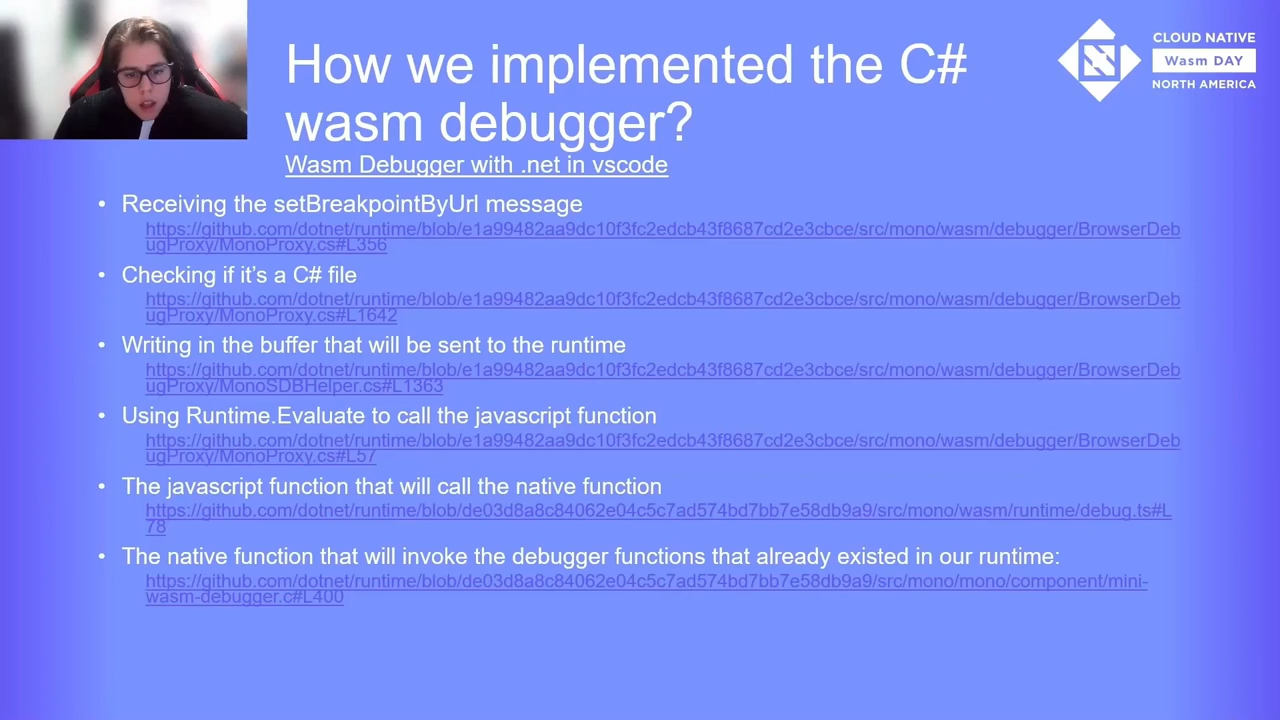 How we implemented the C#
wasm debugger?
Wasm Debugger with .net in vscode
CLOUD NATIVE
Wasm DAY
NORTH AMERICA
• Receiving the setBreakpointByUrl message
https://github.com/dotnet/runtime/blob/e1a99482aa9dc10f3fc2edcb43f8687cd2e3cbce/src/mono/wasm/debugger/BrowserDeb
ugProxy/MonoProxy.cs#L356
• Checking if it’s a C# file
https://github.com/dotnet/runtime/blob/e1a99482aa9dc10f3fc2edcb43f8687cd2e3cbce/src/mono/wasm/debugger/BrowserDeb
ugProxy/MonoProxy.cs#L1642
• Writing in the buffer that will be sent to the runtime
https://github.com/dotnet/runtime/blob/e1a99482aa9dc10f3fc2edcb43f8687cd2e3cbce/src/mono/wasm/debugger/BrowserDeb
ugProxy/MonoSDBHelper.cs#L1363
• Using Runtime.Evaluate to call the javascript function
https://github.com/dotnet/runtime/blob/e1a99482aa9dc10f3fc2edcb43f8687cd2e3cbce/src/mono/wasm/debugger/BrowserDeb
ugProxy/MonoProxy.cs#L57
• The javascript function that will call the native function
https://github.com/dotnet/runtime/blob/de03d8a8c84062e04c5c7ad574bd7bb7e58db9a9/src/mono/wasm/runtime/debug.ts#L
78
• The native function that will invoke the debugger functions that already existed in our runtime:
https://github.com/dotnet/runtime/blob/de03d8a8c84062e04c5c7ad574bd7bb7e58db9a9/src/mono/mono/component/mini-
wasm-debugger.c#L400